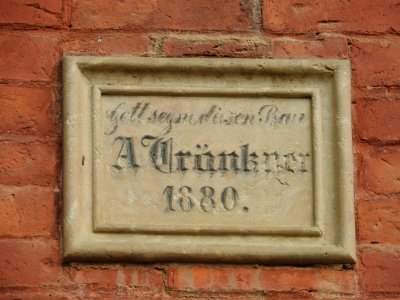 Gott segne diesen Bau
A Tränkner
1880.